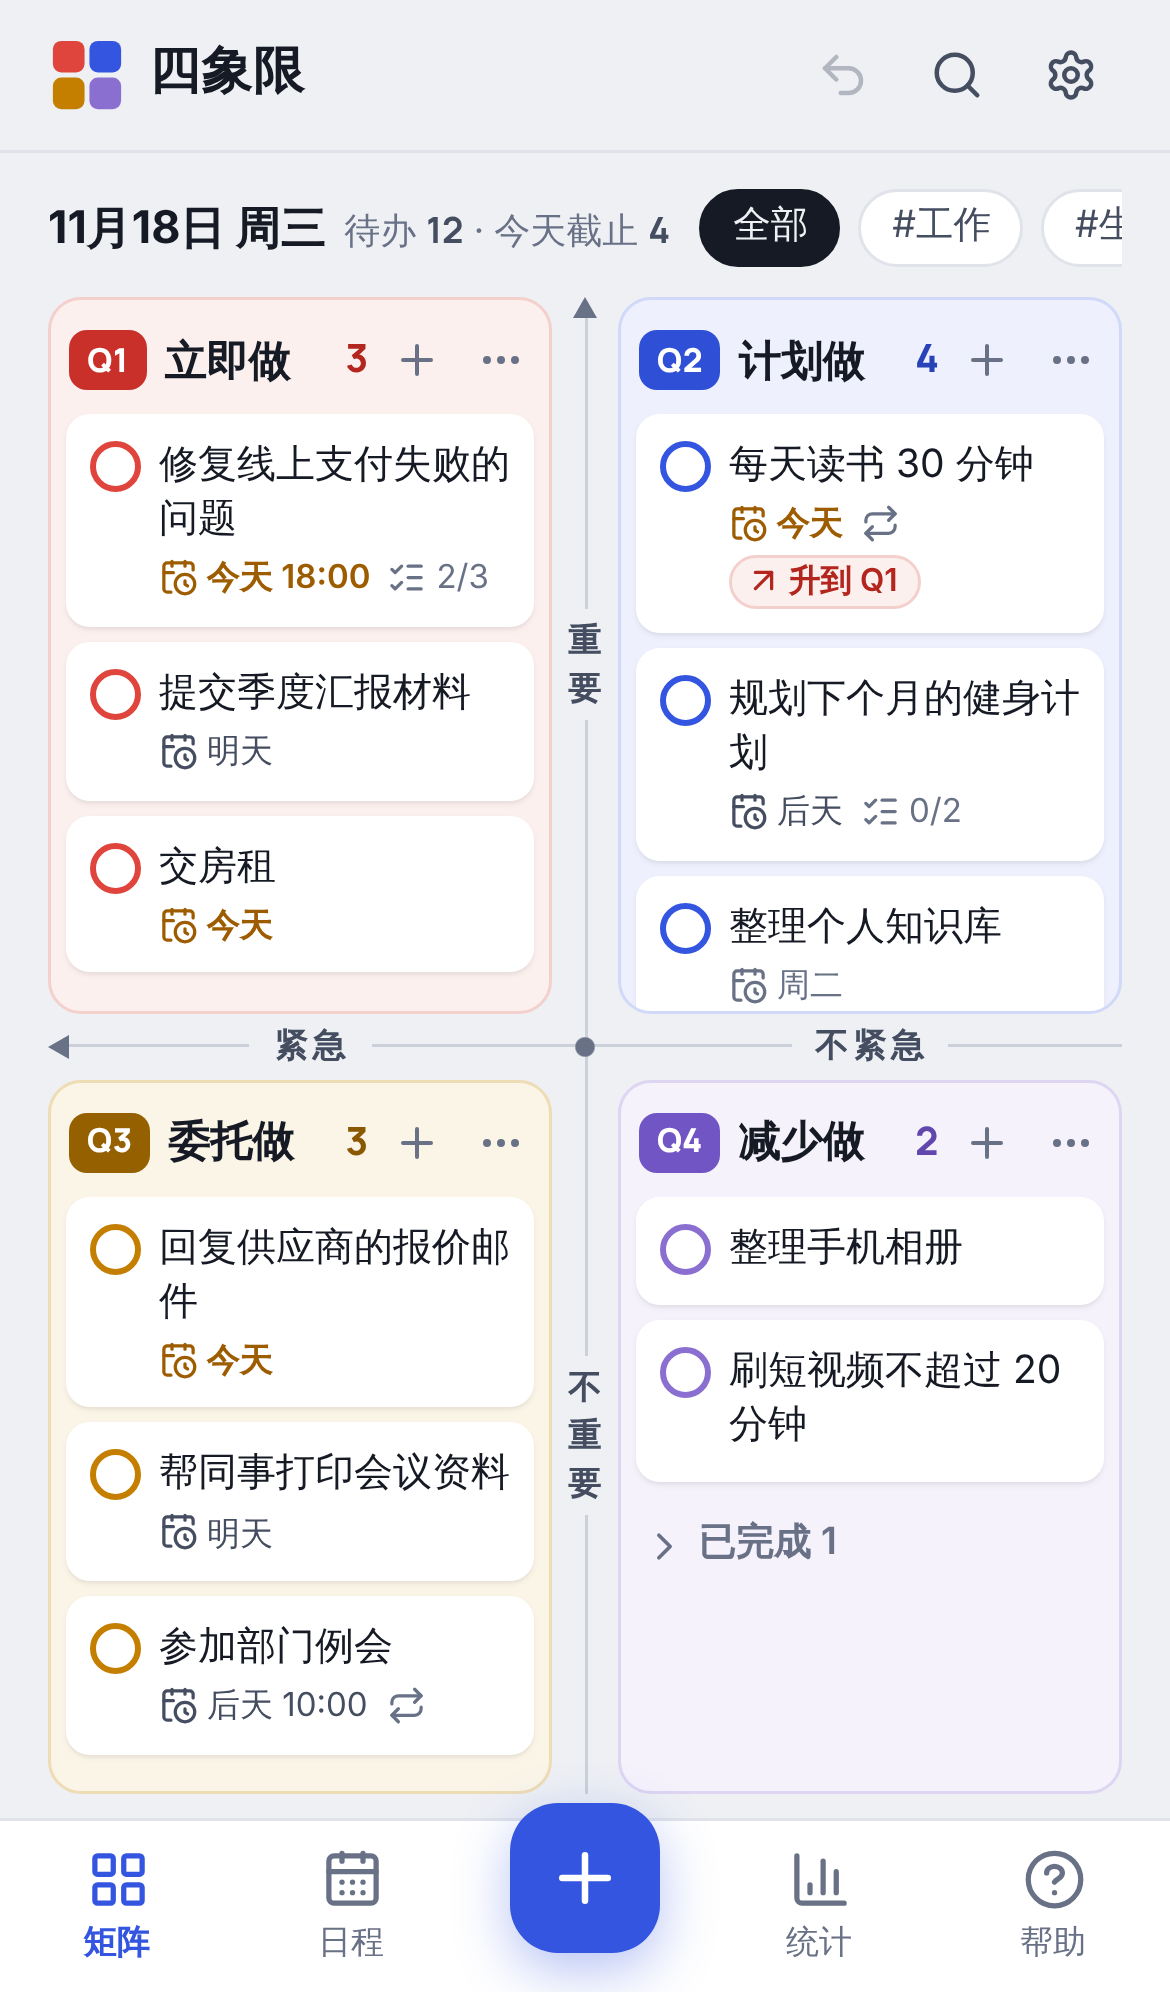 四象限
11月18日 周三 待办 12 · 今天截止 4 全部 #工作 #生
Q1 立即做 3
修复线上支付失败的
问题
今天 18:00 2/3
提交季度汇报材料
明天
交房租
今天
重
要
Q2 计划做 4
每天读书 30 分钟
今天
升到 Q1
规划下个月的健身计
划
后天 0/2
整理个人知识库
周二
紧急 不紧急
Q3 委托做 3
回复供应商的报价邮
件
今天
帮同事打印会议资料
明天
参加部门例会
后天 10:00
不
重
要
Q4 减少做 2
整理手机相册
刷短视频不超过 20
分钟
已完成 1
矩阵 日程 统计 帮助